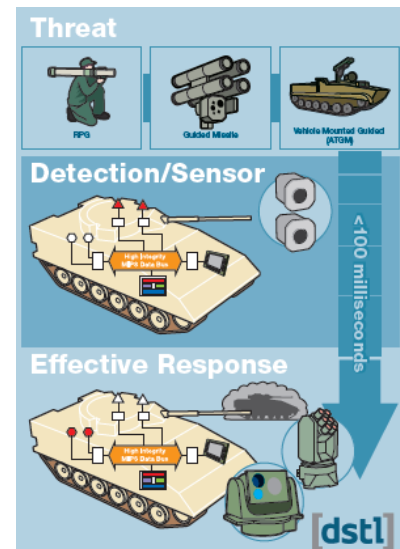 Threat
RPG
Guided Missile
Vehicle Mounted Guided
(ATGM)
Detection/Sensor
<100 milliseconds
High Integrity
MIPS Data Bus
Effective Response
High Integrity
MIPS Data Bus
[dstl]